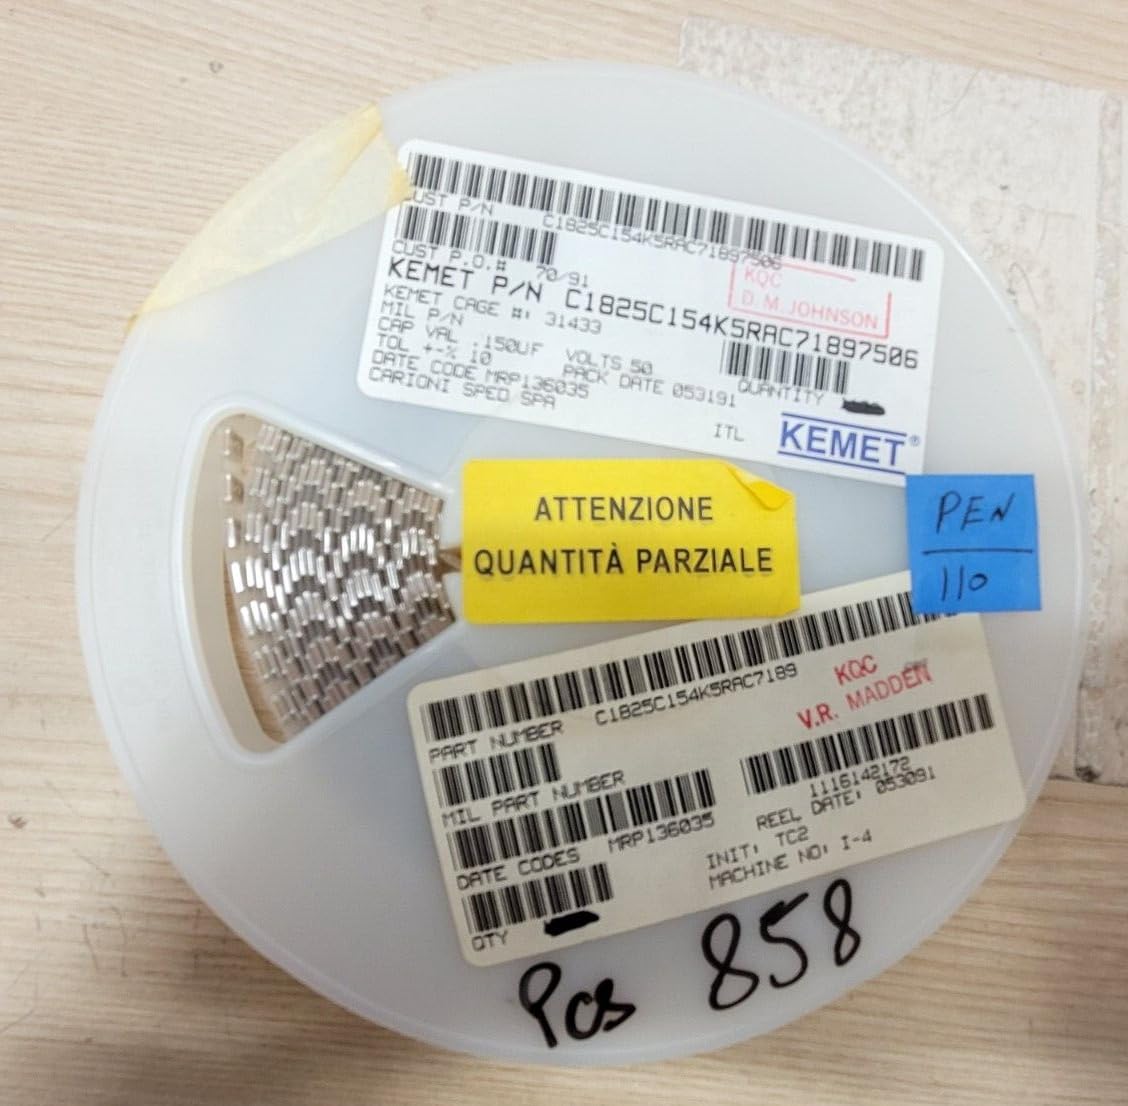 CUST P/N C1825C154K5RAC71897506
CUST P.O.# 70/91
KQC
D.M.JOHNSON
KEMET P/N C1825C154K5RAC71897506
KEMET CAGE #: 31433
MIL P/N
CAP VAL .150UF VOLTS 50
TOL +-% 10 PACK DATE 053191
QUANTITY
DATE CODE MRP136035
CARIONI SPED SPA
ITL
KEMET®
ATTENZIONE
QUANTITÀ PARZIALE
PEN
110
PART NUMBER C1825C154K5RAC7189
KQC
V.R. MADDEN
MIL PART NUMBER
1116142172
REEL DATE: 053091
DATE CODES MRP136035
INIT: TC2
MACHINE NO: I-4
QTY
Pcs 858